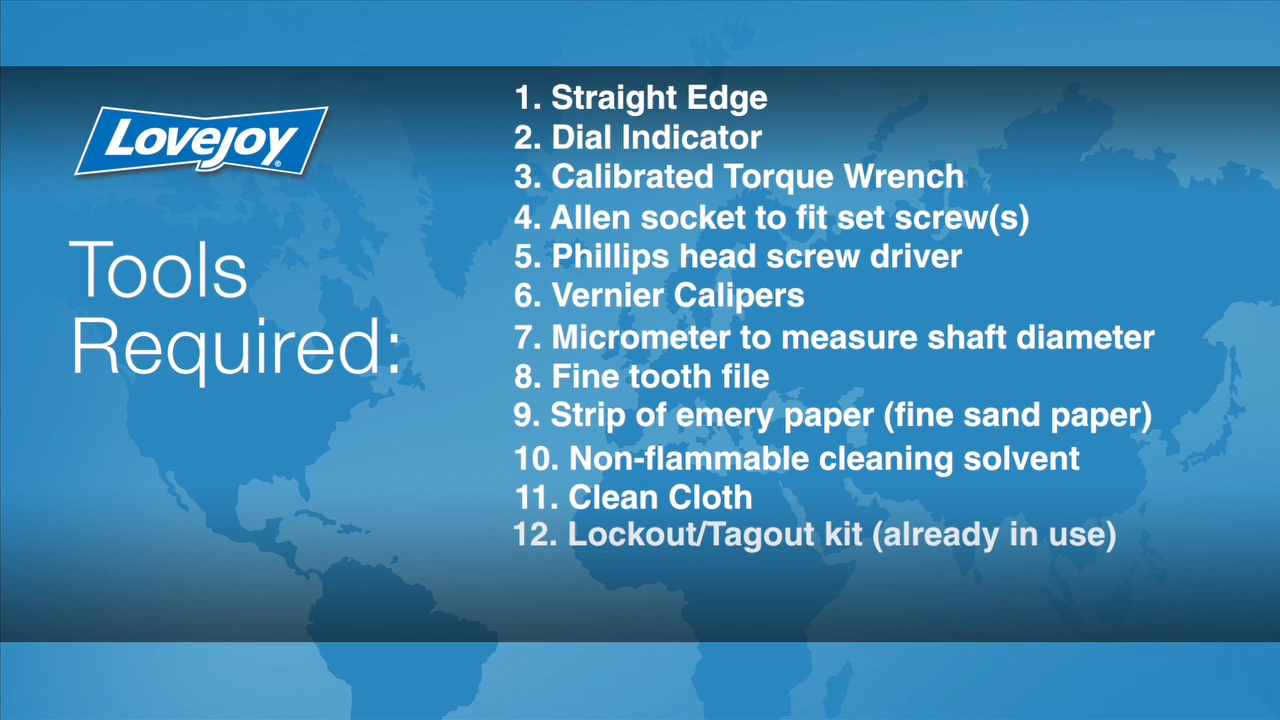 Lovejoy®
Tools
Required:
1. Straight Edge
2. Dial Indicator
3. Calibrated Torque Wrench
4. Allen socket to fit set screw(s)
5. Phillips head screw driver
6. Vernier Calipers
7. Micrometer to measure shaft diameter
8. Fine tooth file
9. Strip of emery paper (fine sand paper)
10. Non-flammable cleaning solvent
11. Clean Cloth
12. Lockout/Tagout kit (already in use)